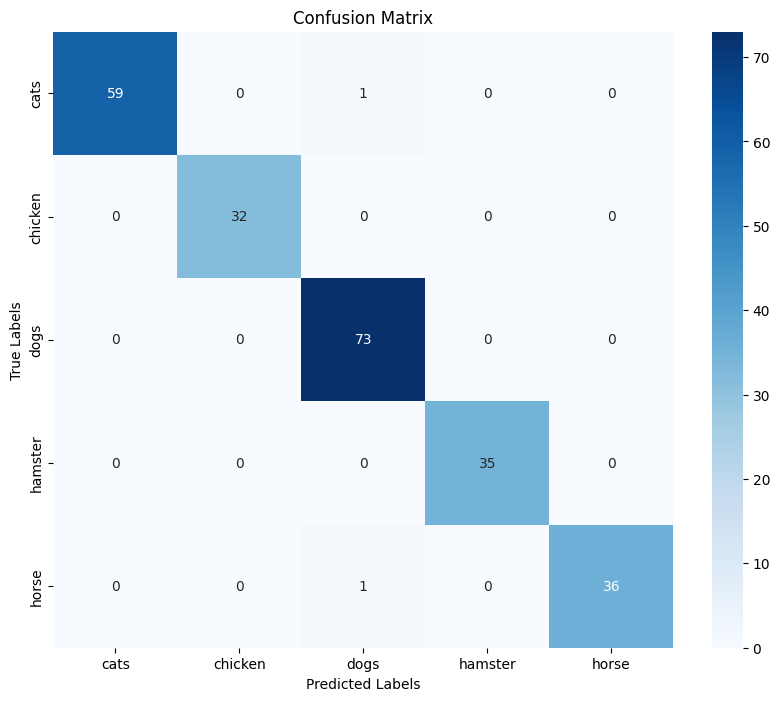 Confusion Matrix
cats 59 0 1 0 0
chicken 0 32 0 0 0
dogs 0 0 73 0 0
hamster 0 0 0 35 0
horse 0 0 1 0 36
True Labels
cats chicken dogs hamster horse
Predicted Labels
70
60
50
40
30
20
10
0